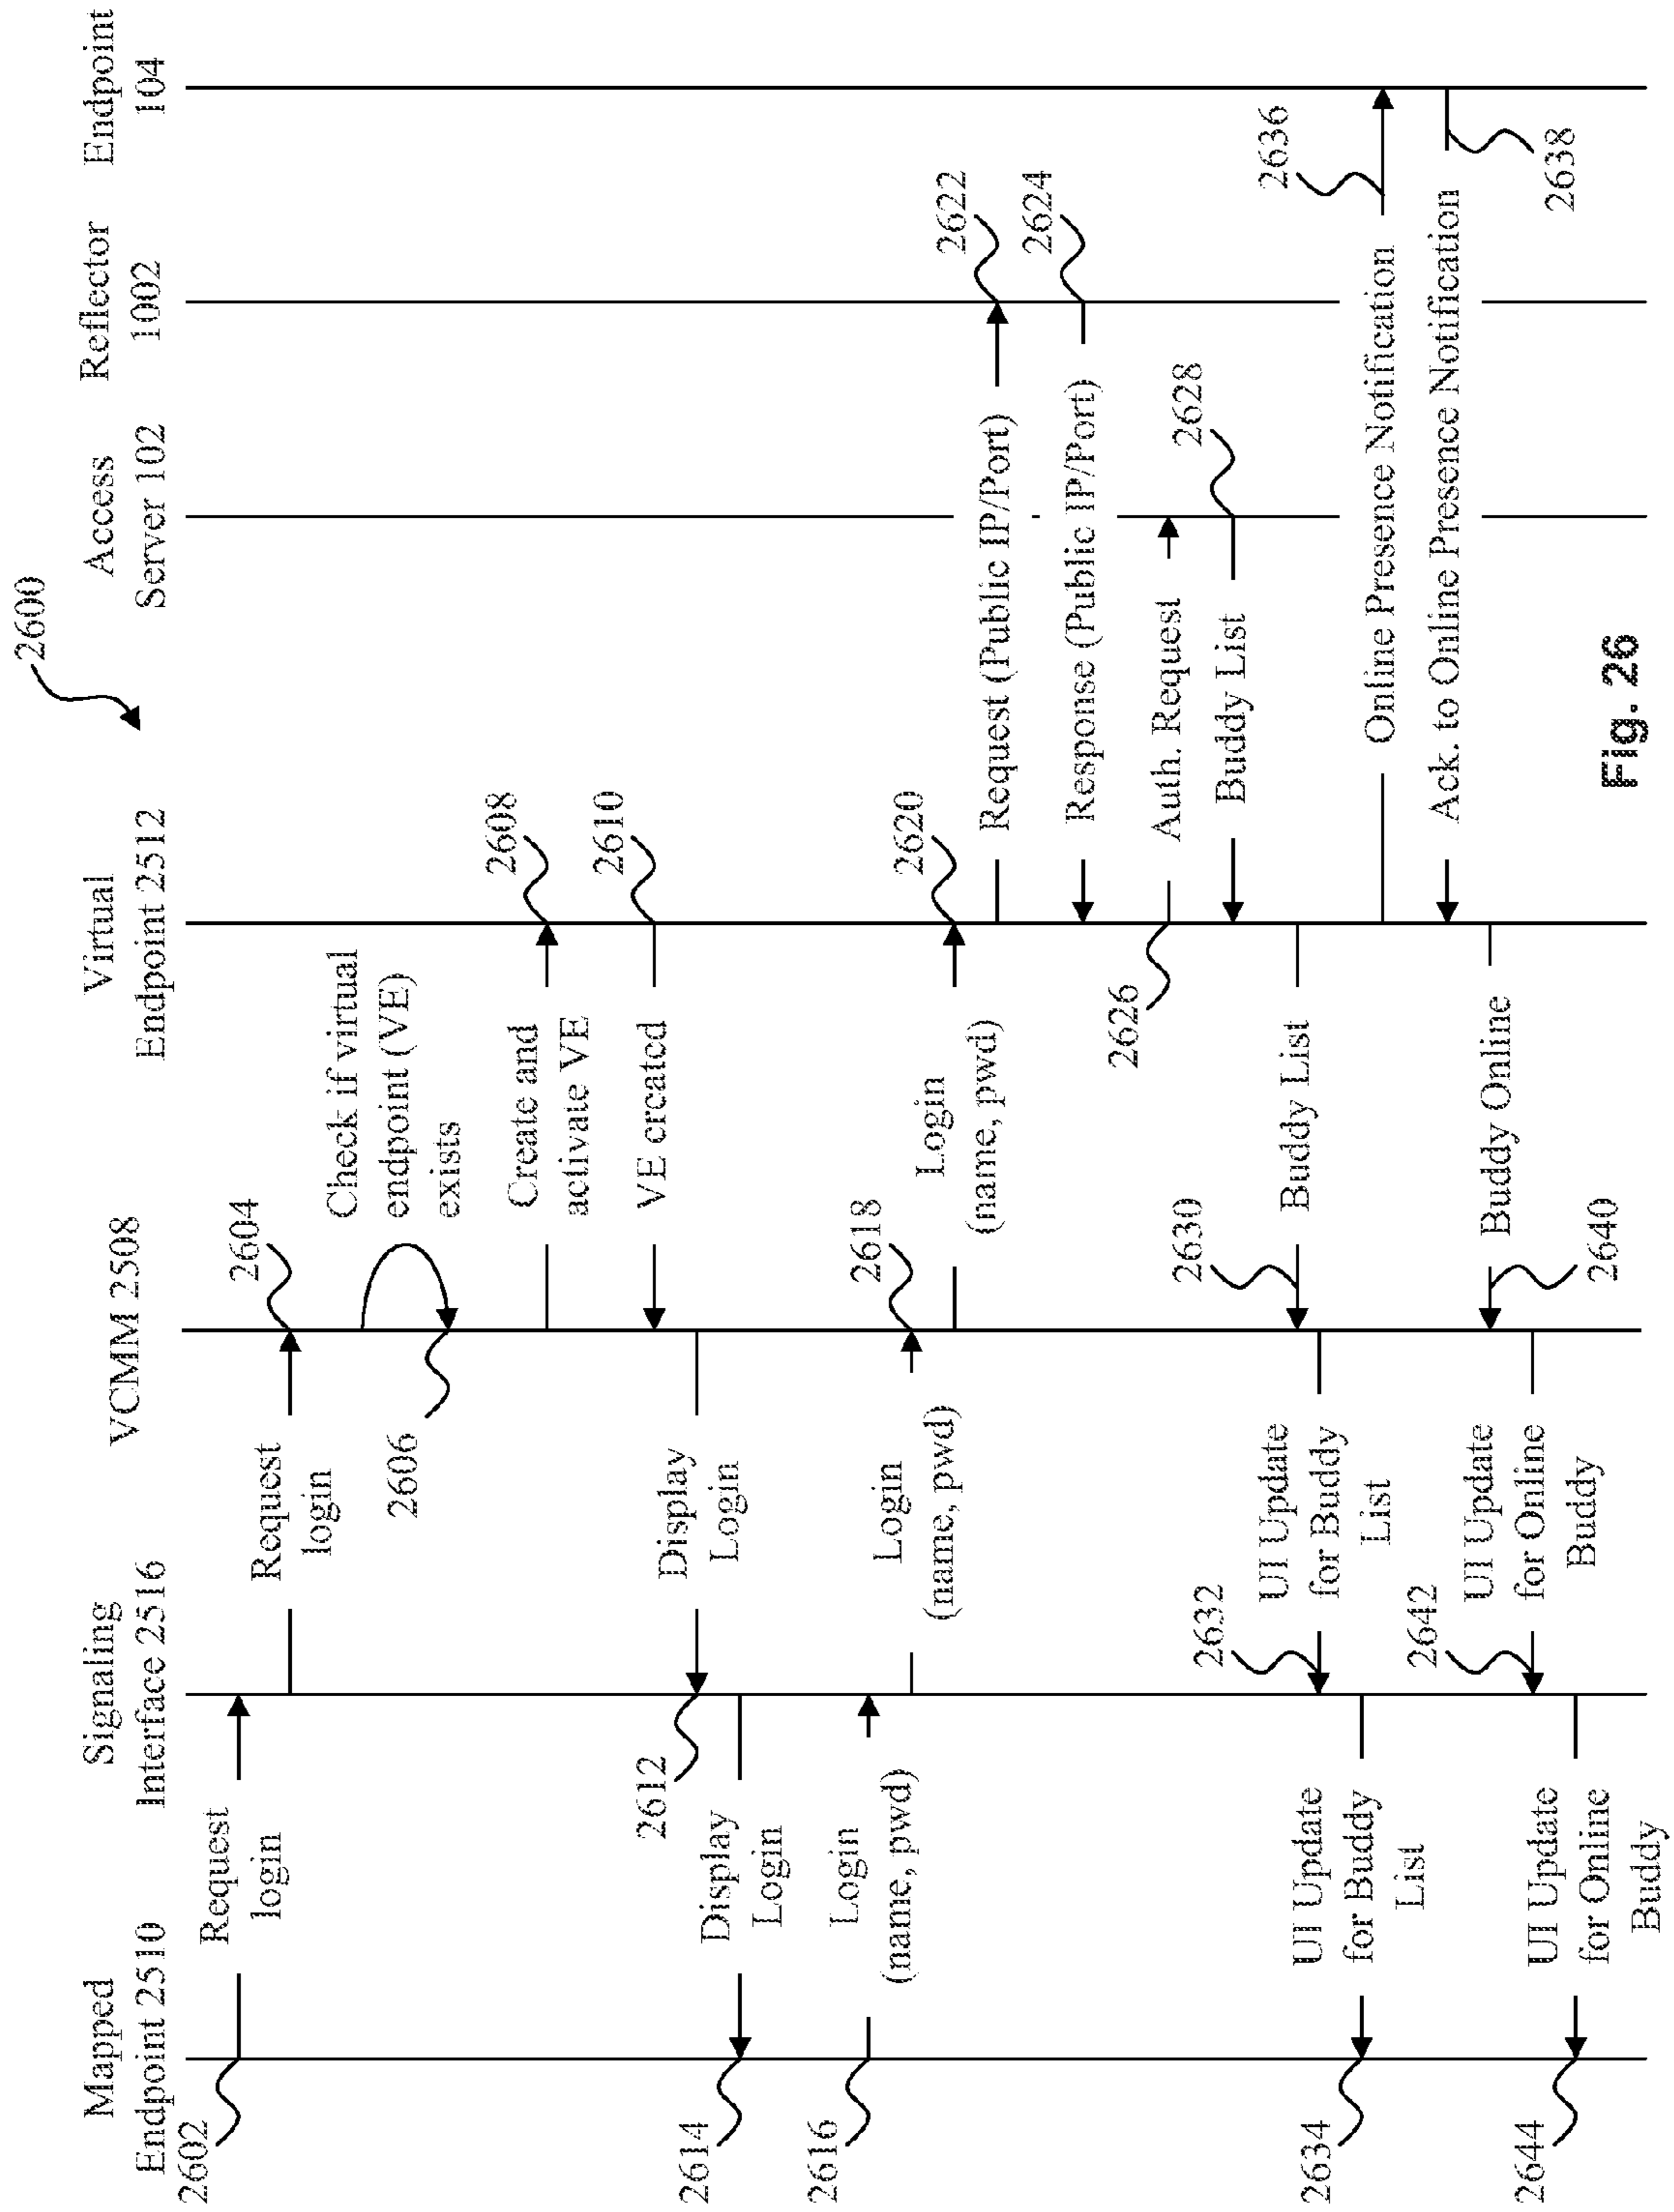 2600
Mapped
Endpoint 2510
Signaling
Interface 2516
VCMM 2508
Virtual
Endpoint 2512
Access
Server 102
Reflector
1002
Endpoint
104
2602
Request
login
Request
login
2604
Check if virtual
endpoint (VE)
exists
2606
Create and
activate VE
2608
VE created
2610
Display
Login
2612
Display
Login
2614
2616
Login
(name, pwd)
Login
(name, pwd)
2618
Login
(name, pwd)
2620
Request (Public IP/Port)
2622
Response (Public IP/Port)
2624
2626
Auth. Request
Buddy List
2628
Buddy List
2630
UI Update
for Buddy
List
2632
UI Update
for Buddy
List
2634
Online Presence Notification
2636
Ack. to Online Presence Notification
2638
Buddy Online
2640
UI Update
for Online
Buddy
2642
UI Update
for Online
Buddy
2644
Fig. 26